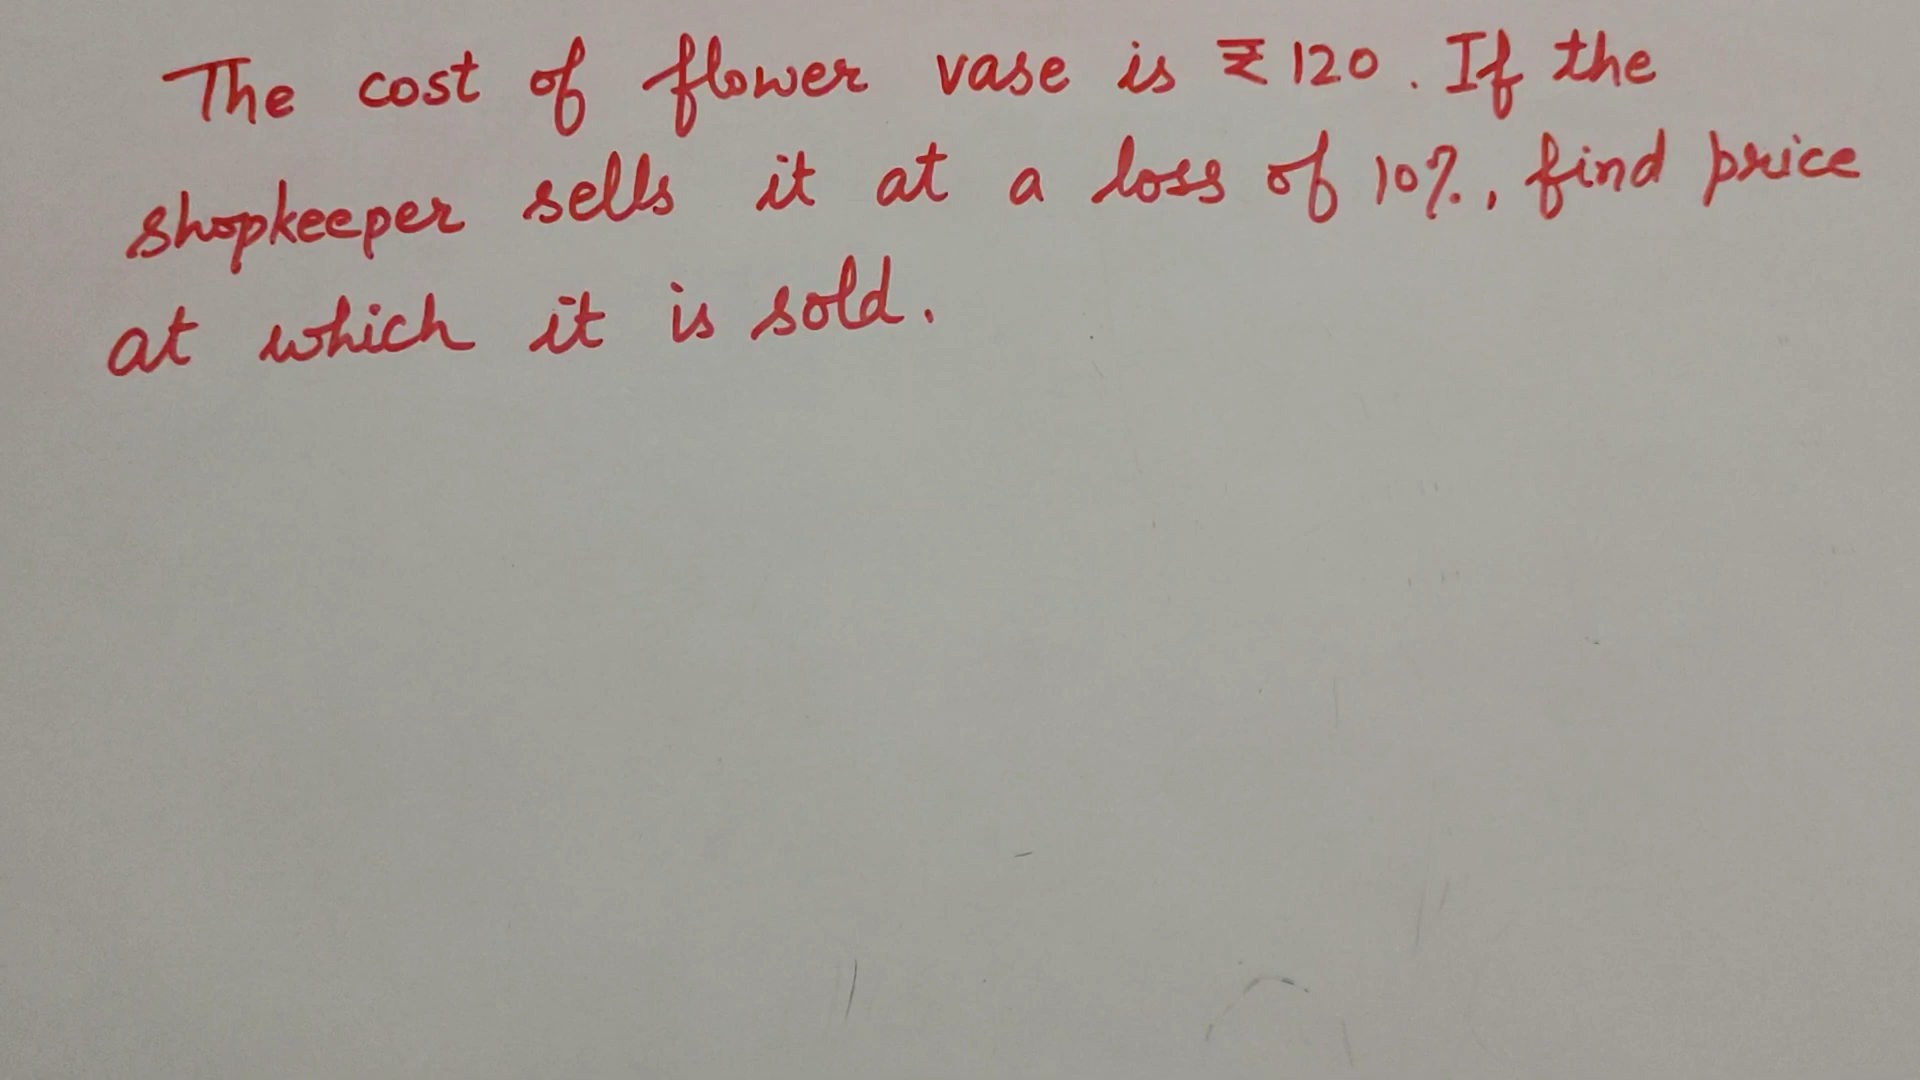 The cost of flower vase is ₹ 120. If the
shopkeeper sells it at a loss of 10%, find price
at which it is sold.